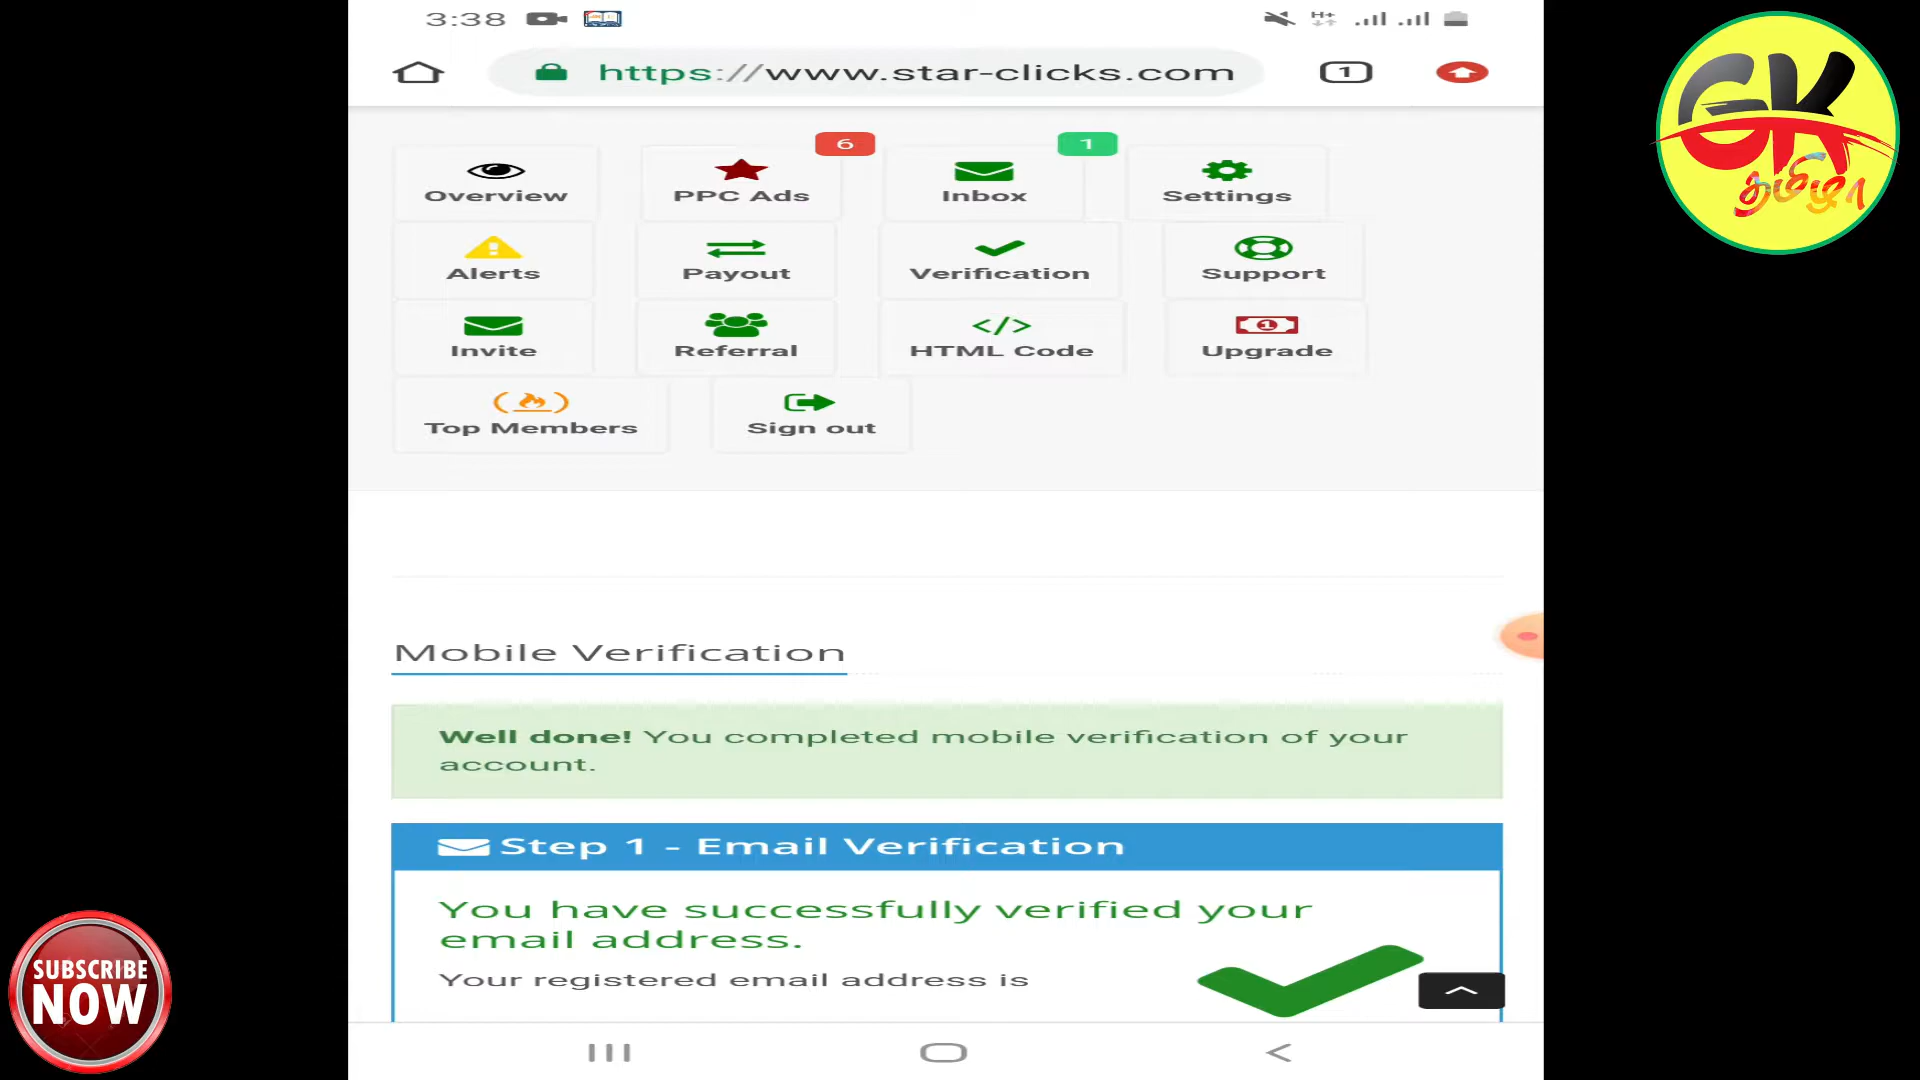 3:38
H+
https://www.star-clicks.com
1
GK
தமிழா
6
1
Overview
PPC Ads
Inbox
Settings
Alerts
Payout
Verification
Support
Invite
Referral
</>
HTML Code
1
Upgrade
Top Members
Sign out
Mobile Verification
Well done! You completed mobile verification of your
account.
Step 1 - Email Verification
You have successfully verified your
email address.
Your registered email address is
SUBSCRIBE
NOW